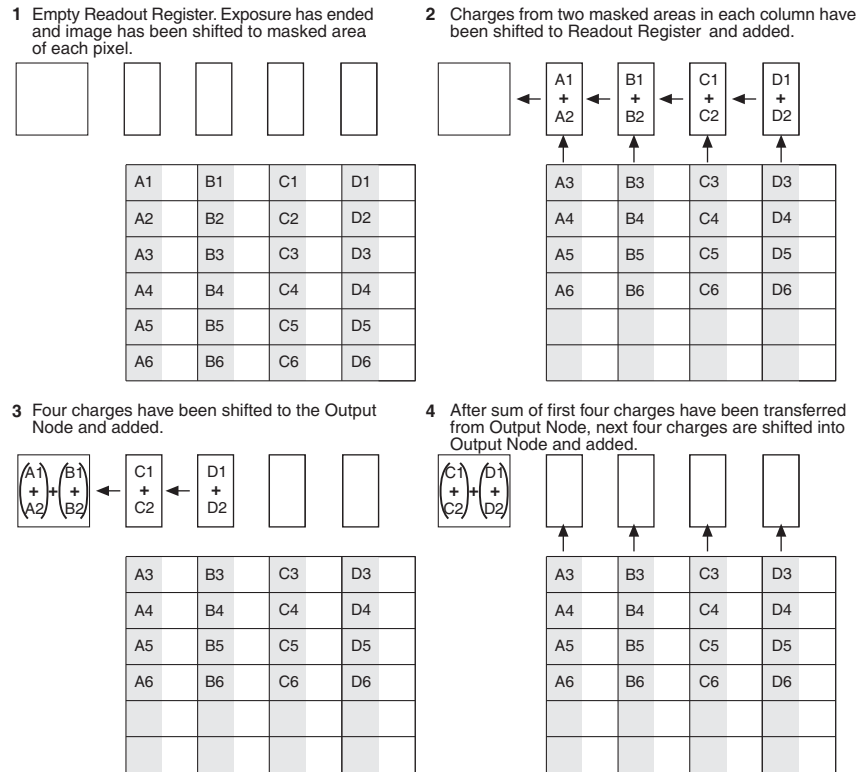 1 Empty Readout Register. Exposure has ended
and image has been shifted to masked area
of each pixel.
A1 B1 C1 D1
A2 B2 C2 D2
A3 B3 C3 D3
A4 B4 C4 D4
A5 B5 C5 D5
A6 B6 C6 D6
2 Charges from two masked areas in each column have
been shifted to Readout Register and added.
A1 B1 C1 D1
+ + + +
A2 B2 C2 D2
A3 B3 C3 D3
A4 B4 C4 D4
A5 B5 C5 D5
A6 B6 C6 D6
3 Four charges have been shifted to the Output
Node and added.
(A1) (B1) C1 D1
+ + + + +
(A2) (B2) C2 D2
A3 B3 C3 D3
A4 B4 C4 D4
A5 B5 C5 D5
A6 B6 C6 D6
4 After sum of first four charges have been transferred
from Output Node, next four charges are shifted into
Output Node and added.
(C1) (D1)
+ + +
(C2) (D2)
A3 B3 C3 D3
A4 B4 C4 D4
A5 B5 C5 D5
A6 B6 C6 D6